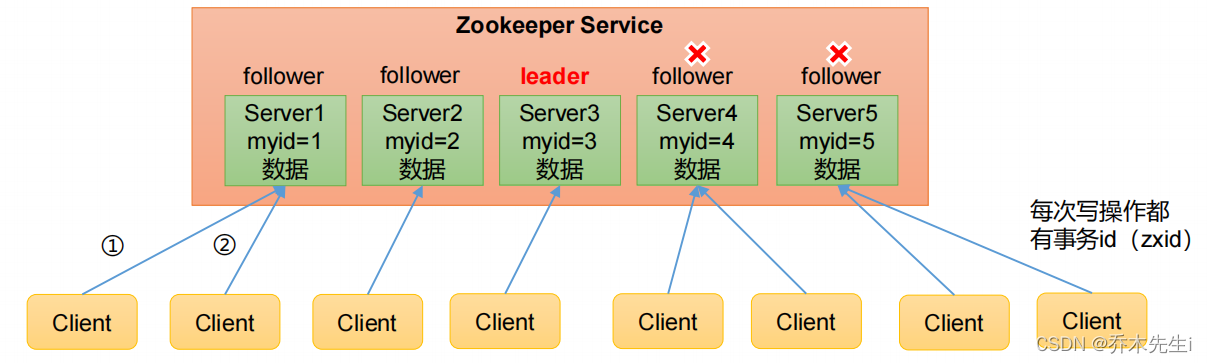 Zookeeper Service
follower
follower
leader
follower
follower
Server1
myid=1
数据
Server2
myid=2
数据
Server3
myid=3
数据
Server4
myid=4
数据
Server5
myid=5
数据
①
②
每次写操作都
有事务id（zxid）
Client
Client
Client
Client
Client
Client
Client
Client
CSDN @乔木先生i